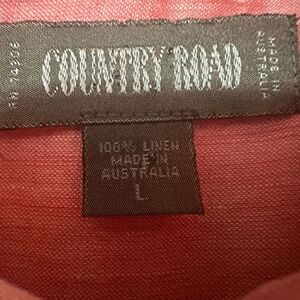 COUNTRY ROAD
MADE IN
AUSTRALIA
100% LINEN
MADE IN
AUSTRALIA
L